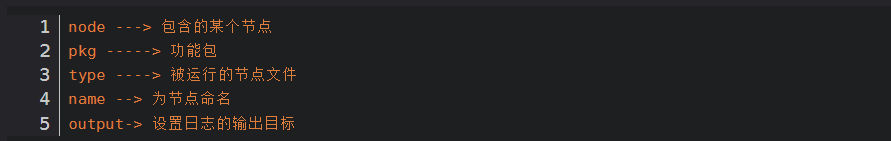 1 node ---> 包含的某个节点
2 pkg -----> 功能包
3 type ----> 被运行的节点文件
4 name --> 为节点命名
5 output-> 设置日志的输出目标